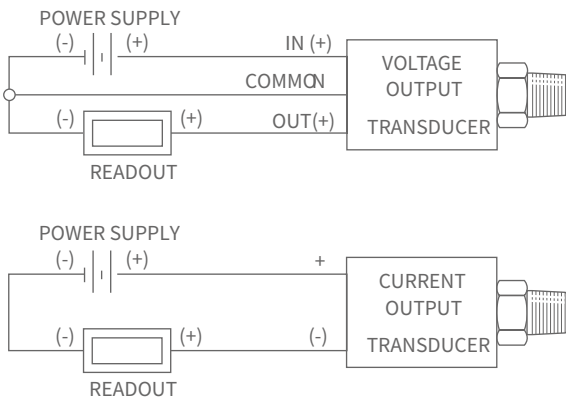 POWER SUPPLY
(-) (+) IN (+)
COMMON
(-) (+) OUT(+)
READOUT
VOLTAGE
OUTPUT
TRANSDUCER
POWER SUPPLY
(-) (+) +
(-) (+) (-)
READOUT
CURRENT
OUTPUT
TRANSDUCER